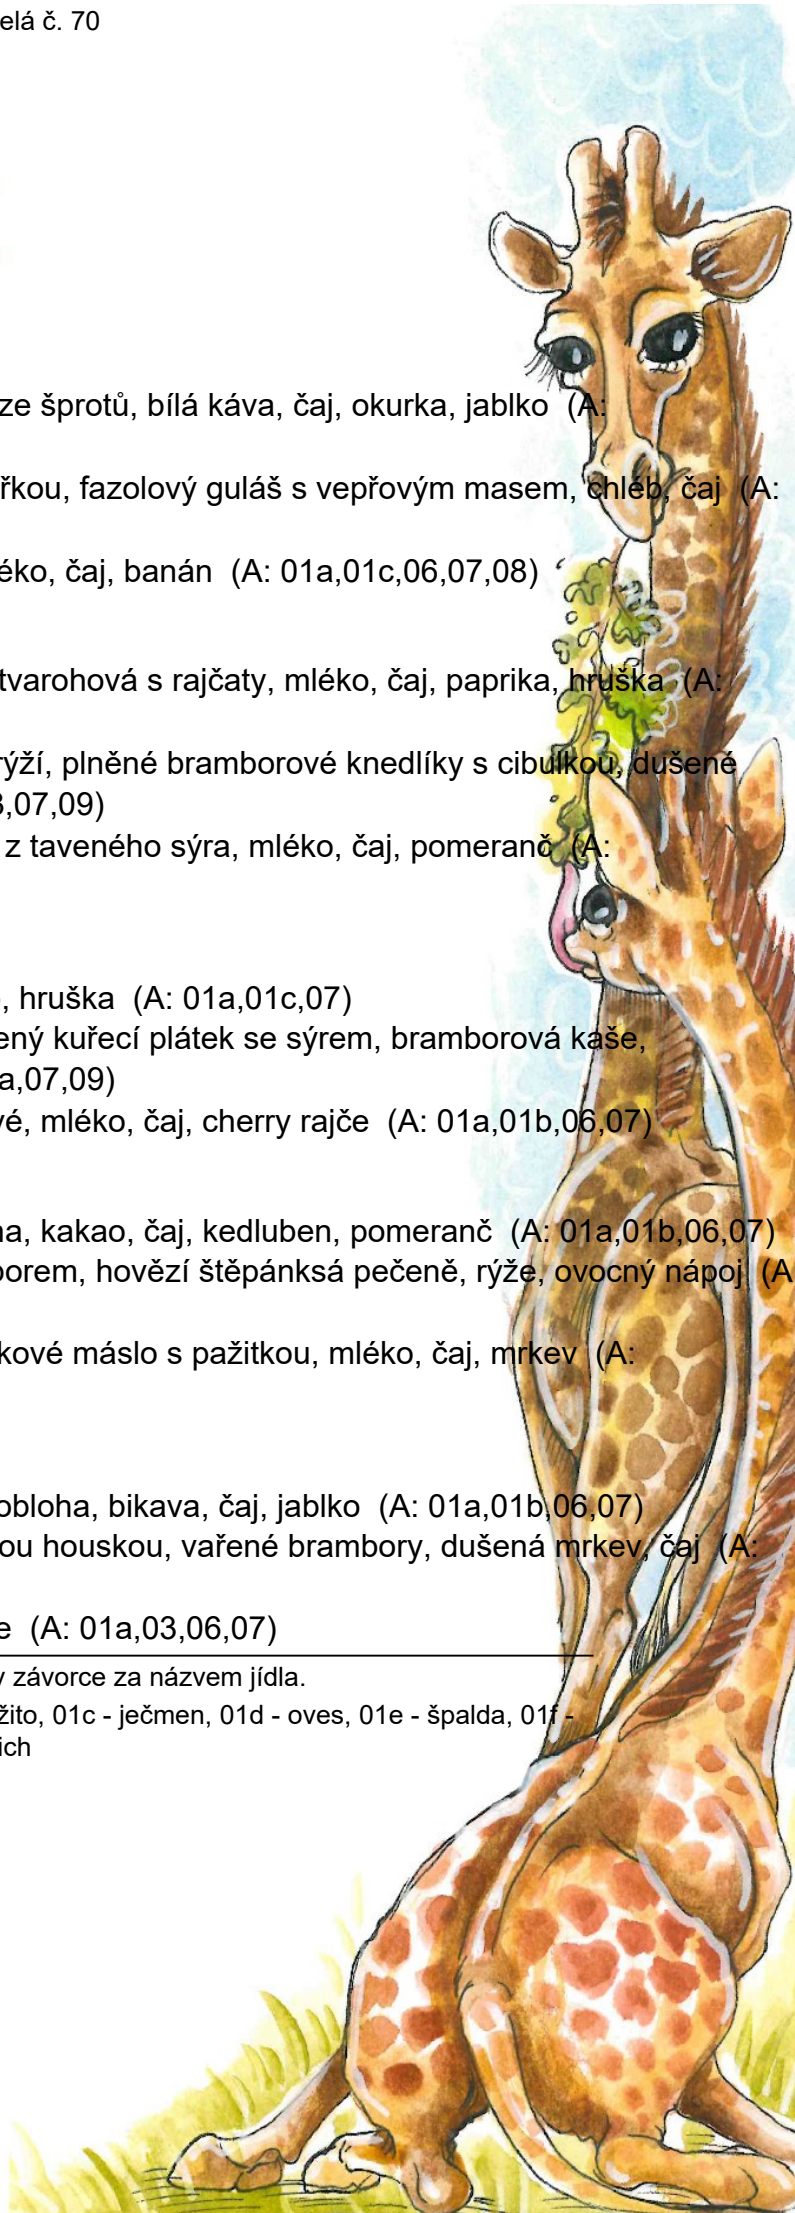 elá č. 70
ze šprotů, bílá káva, čaj, okurka, jablko (A:
řkou, fazolový guláš s vepřovým masem, chléb, čaj (A:
éko, čaj, banán (A: 01a,01c,06,07,08)
tvarohová s rajčaty, mléko, čaj, paprika, hruška (A:
rýží, plněné bramborové knedlíky s cibulkou, dušené
3,07,09)
z taveného sýra, mléko, čaj, pomeranč (A:
, hruška (A: 01a,01c,07)
ený kuřecí plátek se sýrem, bramborová kaše,
a,07,09)
vé, mléko, čaj, cherry rajče (A: 01a,01b,06,07)
na, kakao, čaj, kedluben, pomeranč (A: 01a,01b,06,07)
porem, hovězí štěpánksá pečeně, rýže, ovocný nápoj (A
kové máslo s pažitkou, mléko, čaj, mrkev (A:
obloha, bikava, čaj, jablko (A: 01a,01b,06,07)
ou houskou, vařené brambory, dušená mrkev, čaj (A:
e (A: 01a,03,06,07)
v závorce za názvem jídla.
žito, 01c - ječmen, 01d - oves, 01e - špalda, 01f -
ich